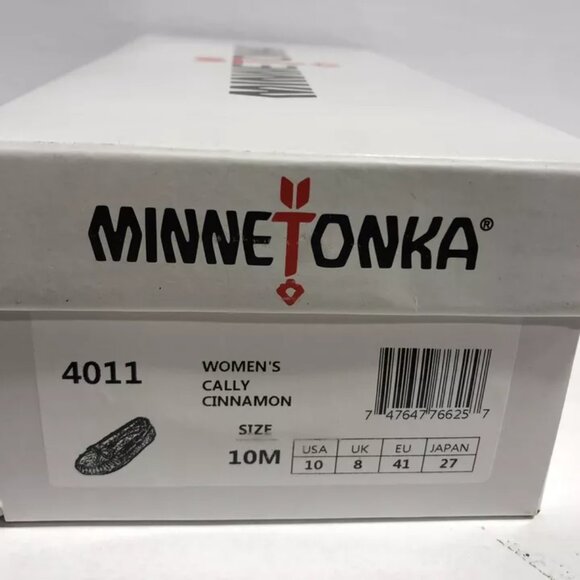 MINNETONKA
MINNETONKA®
4011
WOMEN'S
CALLY
CINNAMON
SIZE
10M
USA UK EU JAPAN
10 8 41 27
7 47647 76625 7